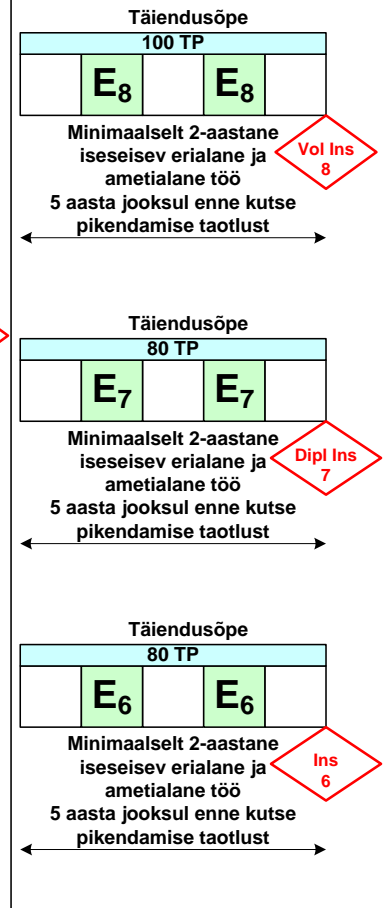 Täiendusõpe
100 TP
E8 E8
Minimaalselt 2-aastane
iseseisev erialane ja
ametialane töö
5 aasta jooksul enne kutse
pikendamise taotlust
Vol Ins
8
Täiendusõpe
80 TP
E7 E7
Minimaalselt 2-aastane
iseseisev erialane ja
ametialane töö
5 aasta jooksul enne kutse
pikendamise taotlust
Dipl Ins
7
Täiendusõpe
80 TP
E6 E6
Minimaalselt 2-aastane
iseseisev erialane ja
ametialane töö
5 aasta jooksul enne kutse
pikendamise taotlust
Ins
6